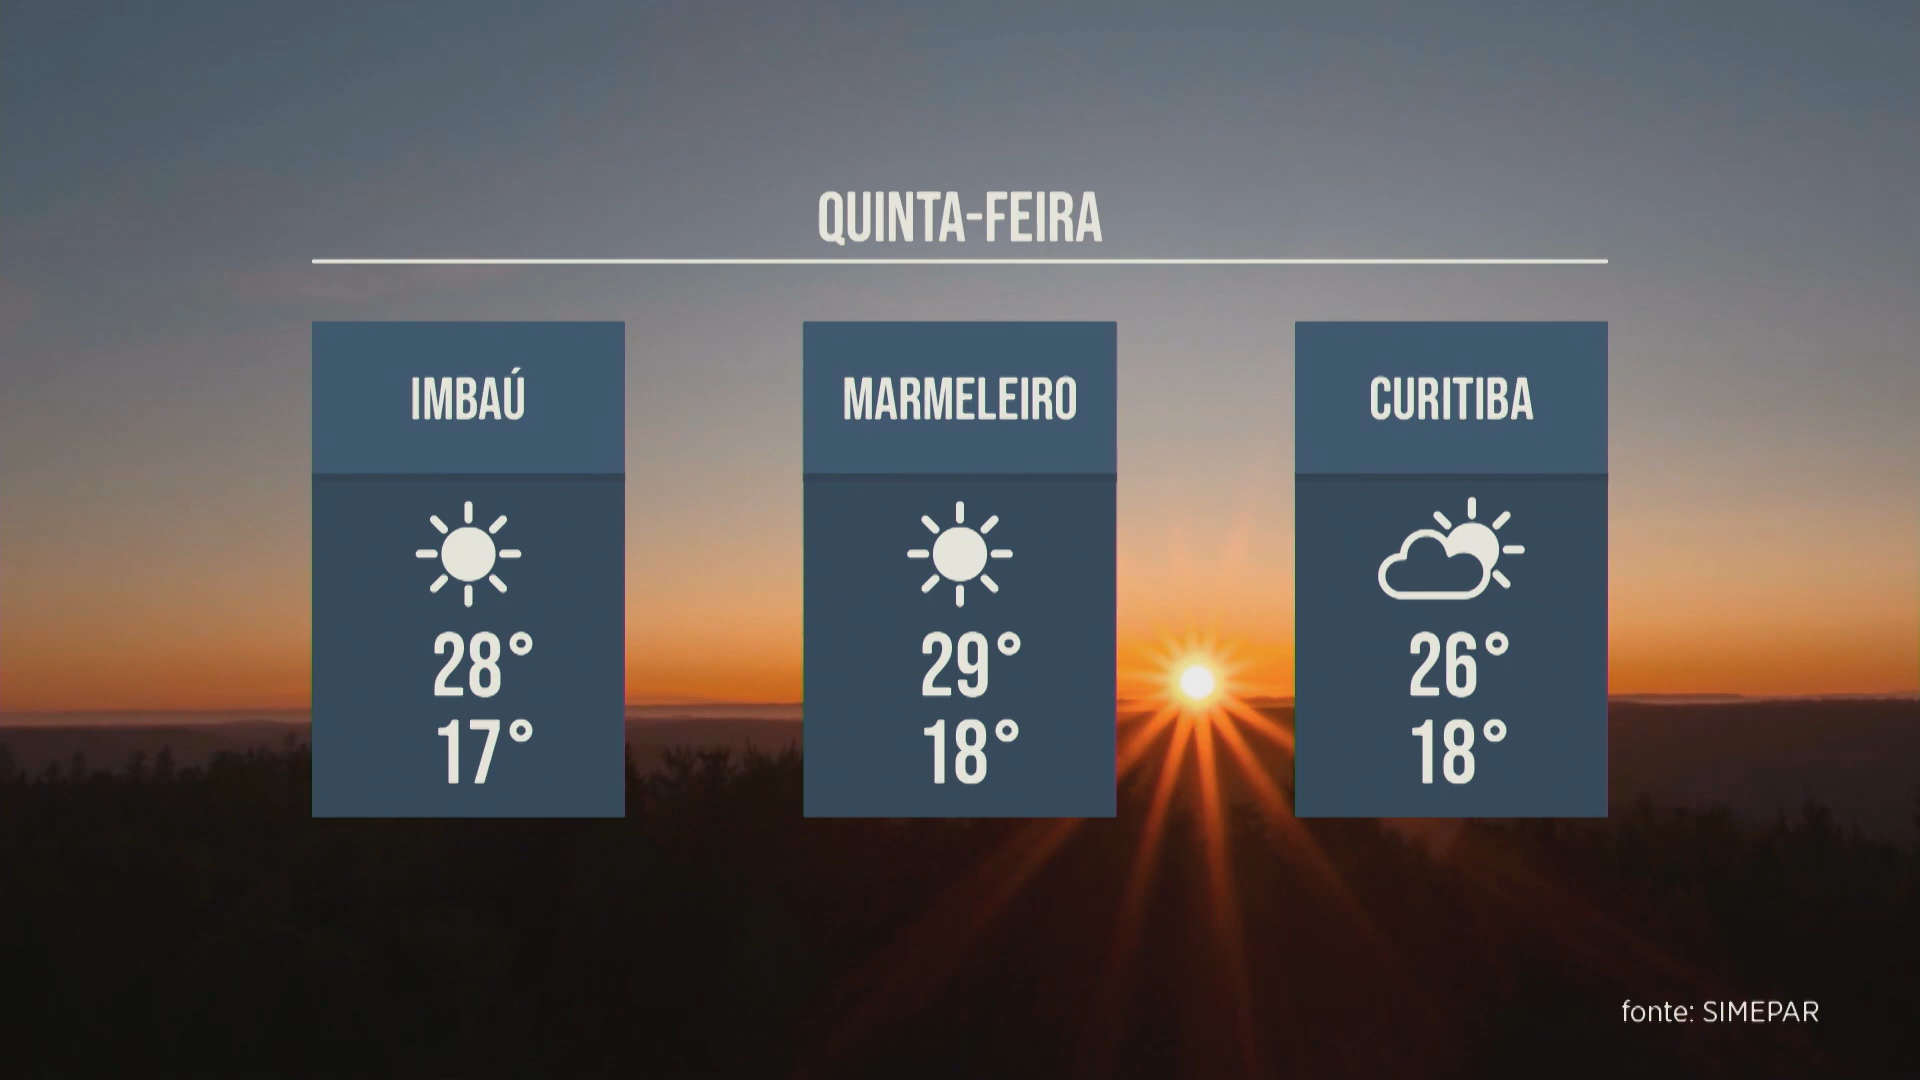 QUINTA-FEIRA
IMBAÚ
28°
17°
MARMELEIRO
29°
18°
CURITIBA
26°
18°
fonte: SIMEPAR